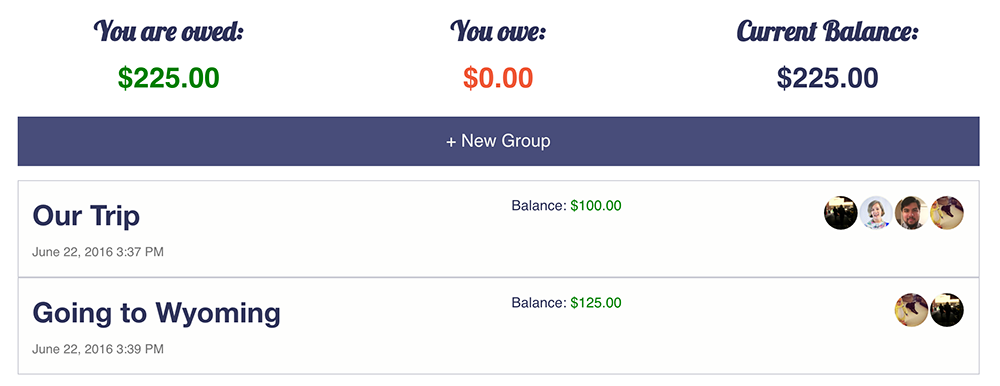 You are owed:
You owe:
Current Balance:
$225.00
$0.00
$225.00
+ New Group
Our Trip
Balance: $100.00
June 22, 2016 3:37 PM
Going to Wyoming
Balance: $125.00
June 22, 2016 3:39 PM